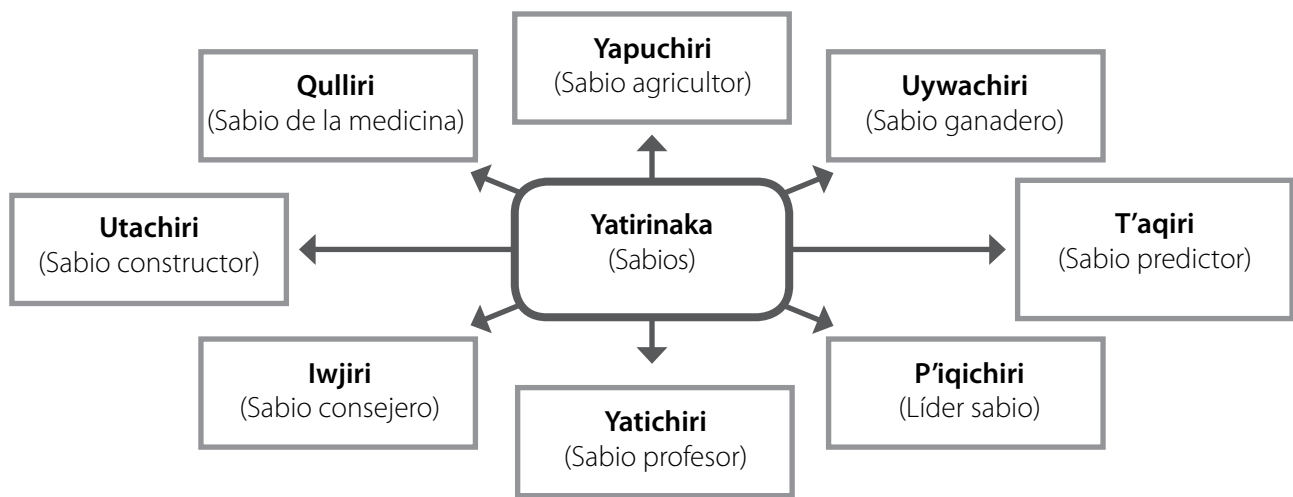 Yapuchiri
(Sabio agricultor)
Qulliri
(Sabio de la medicina)
Uywachiri
(Sabio ganadero)
Utachiri
(Sabio constructor)
Yatirinaka
(Sabios)
T’aqiri
(Sabio predictor)
Iwjiri
(Sabio consejero)
P’iqichiri
(Líder sabio)
Yatichiri
(Sabio profesor)